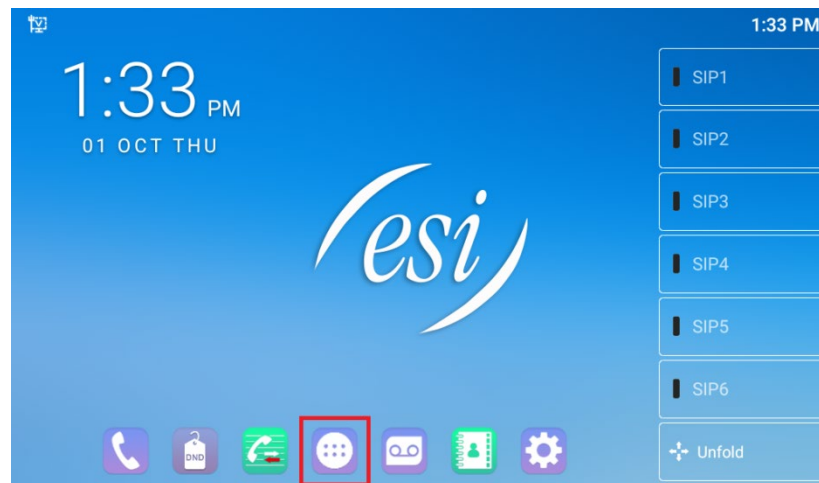 1:33 PM
1:33 PM
01 OCT THU
SIP1
SIP2
SIP3
esi
SIP4
SIP5
SIP6
DND
Unfold